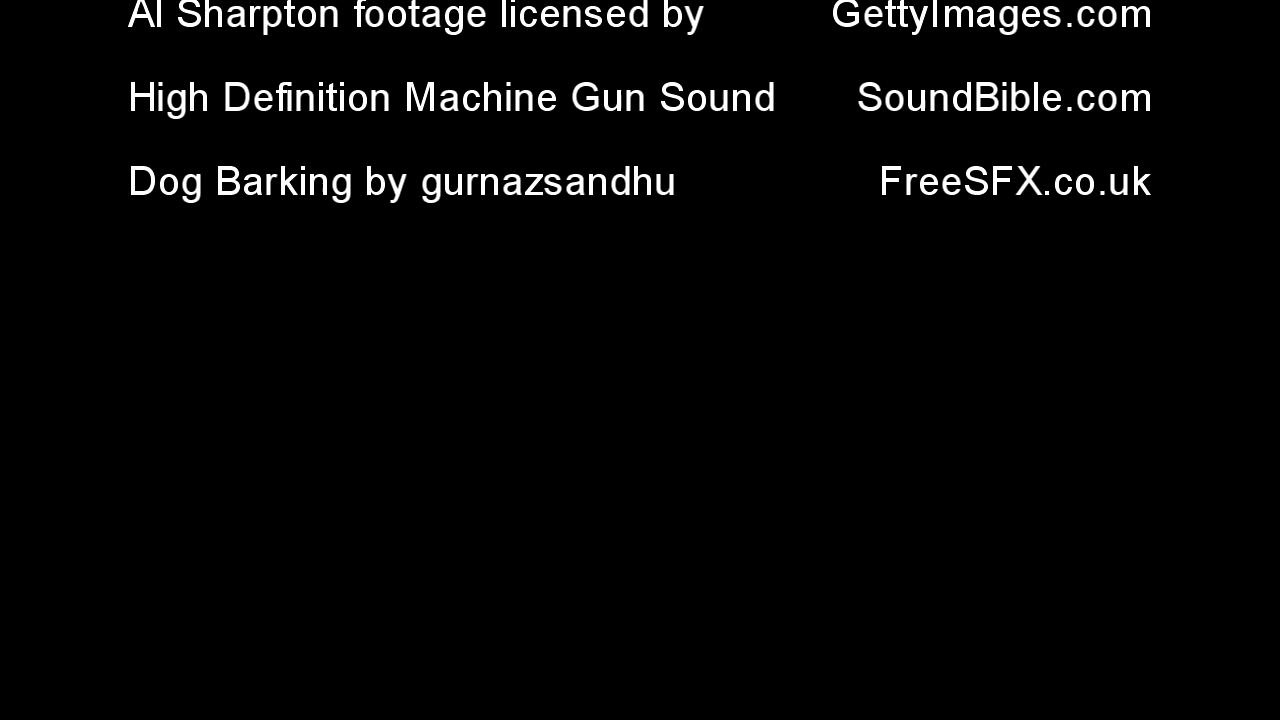 Al Sharpton footage licensed by GettyImages.com
High Definition Machine Gun Sound SoundBible.com
Dog Barking by gurnazsandhu FreeSFX.co.uk